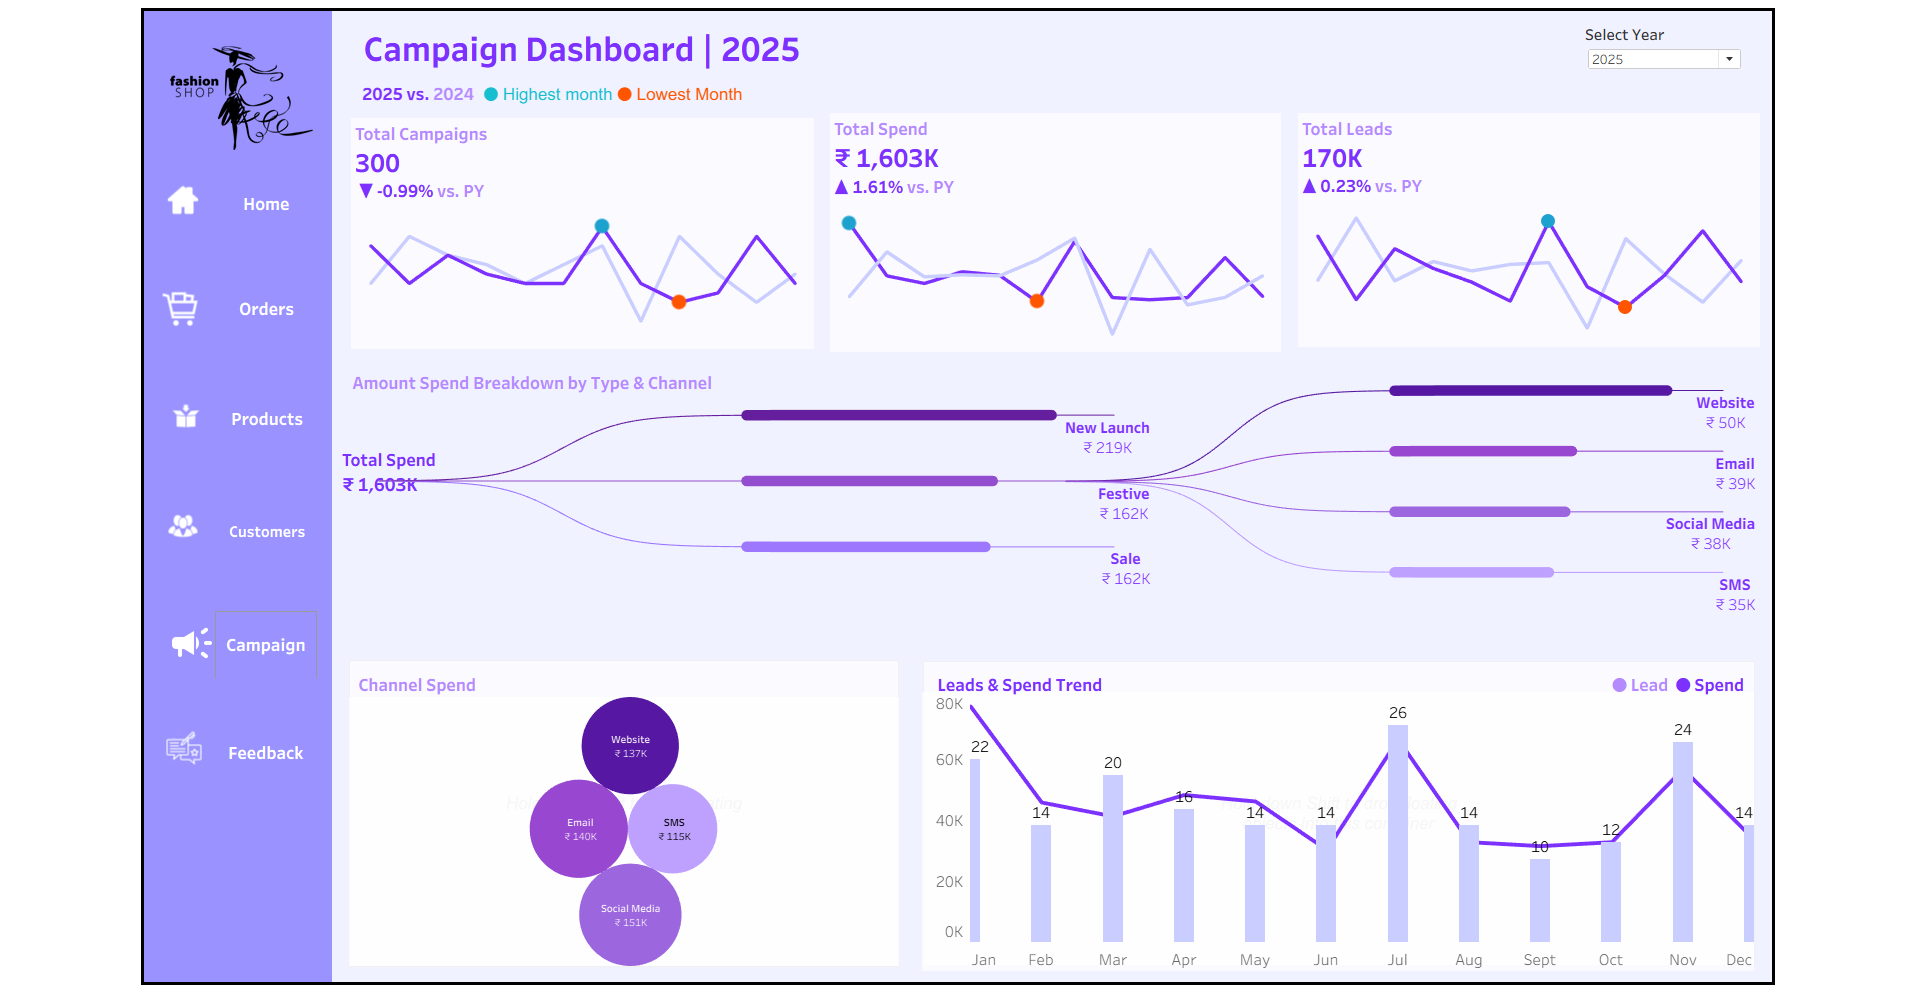 fashion
SHOP
Home
Orders
Products
Customers
Campaign
Feedback
Campaign Dashboard | 2025
Select Year
2025
2025 vs. 2024 Highest month Lowest Month
Total Campaigns
300
▼ -0.99% vs. PY
Total Spend
₹ 1,603K
▲ 1.61% vs. PY
Total Leads
170K
▲ 0.23% vs. PY
Amount Spend Breakdown by Type & Channel
Total Spend
₹ 1,603K
New Launch
₹ 219K
Festive
₹ 162K
Sale
₹ 162K
Website
₹ 50K
Email
₹ 39K
Social Media
₹ 38K
SMS
₹ 35K
Channel Spend
Website
₹ 137K
Email
₹ 140K
SMS
₹ 115K
Social Media
₹ 151K
Leads & Spend Trend
Lead Spend
80K
60K
40K
20K
0K
22
14
20
16
14
14
26
14
10
12
24
14
Jan Feb Mar Apr May Jun Jul Aug Sept Oct Nov Dec